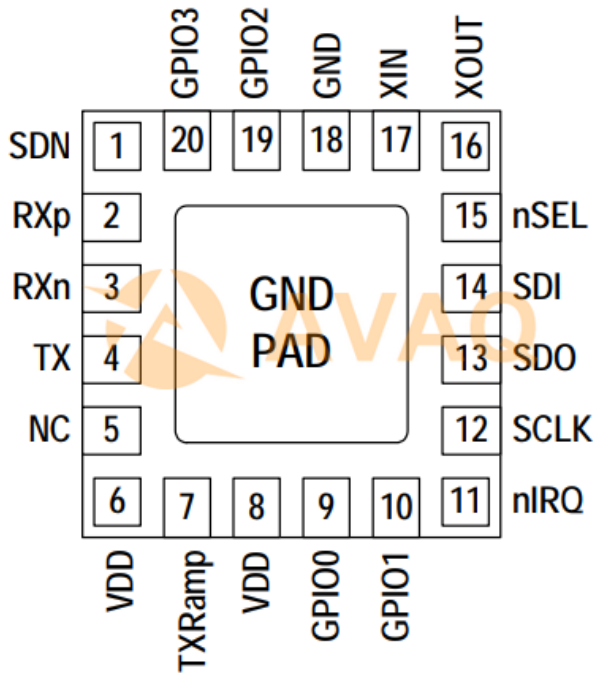 GPIO3 GPIO2 GND XIN XOUT
SDN 1 20 19 18 17 16
RXp 2 15 nSEL
RXn 3 GND 14 SDI
AVAQ
TX 4 PAD 13 SDO
NC 5 12 SCLK
6 7 8 9 10 11 nIRQ
VDD TXRamp VDD GPIO0 GPIO1